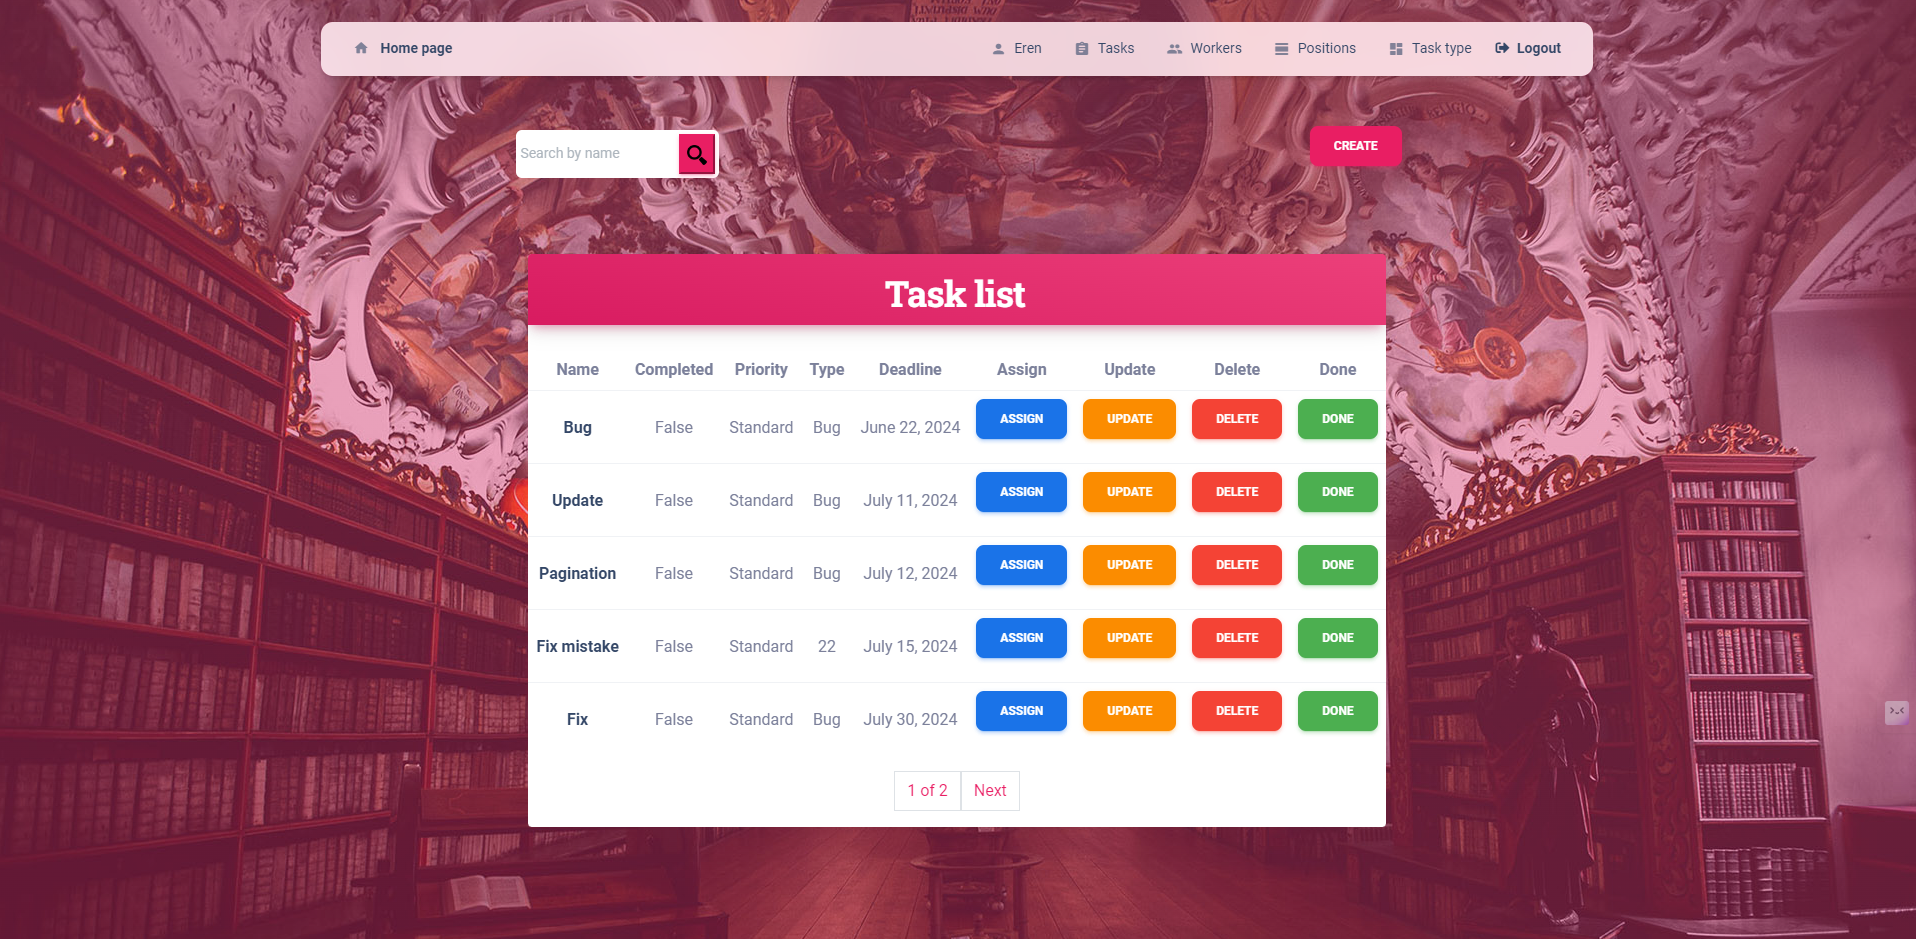 Home page Eren Tasks Workers Positions Task type Logout
Search by name CREATE
Task list
Name Completed Priority Type Deadline Assign Update Delete Done
Bug False Standard Bug June 22, 2024 ASSIGN UPDATE DELETE DONE
Update False Standard Bug July 11, 2024 ASSIGN UPDATE DELETE DONE
Pagination False Standard Bug July 12, 2024 ASSIGN UPDATE DELETE DONE
Fix mistake False Standard 22 July 15, 2024 ASSIGN UPDATE DELETE DONE
Fix False Standard Bug July 30, 2024 ASSIGN UPDATE DELETE DONE
1 of 2 Next